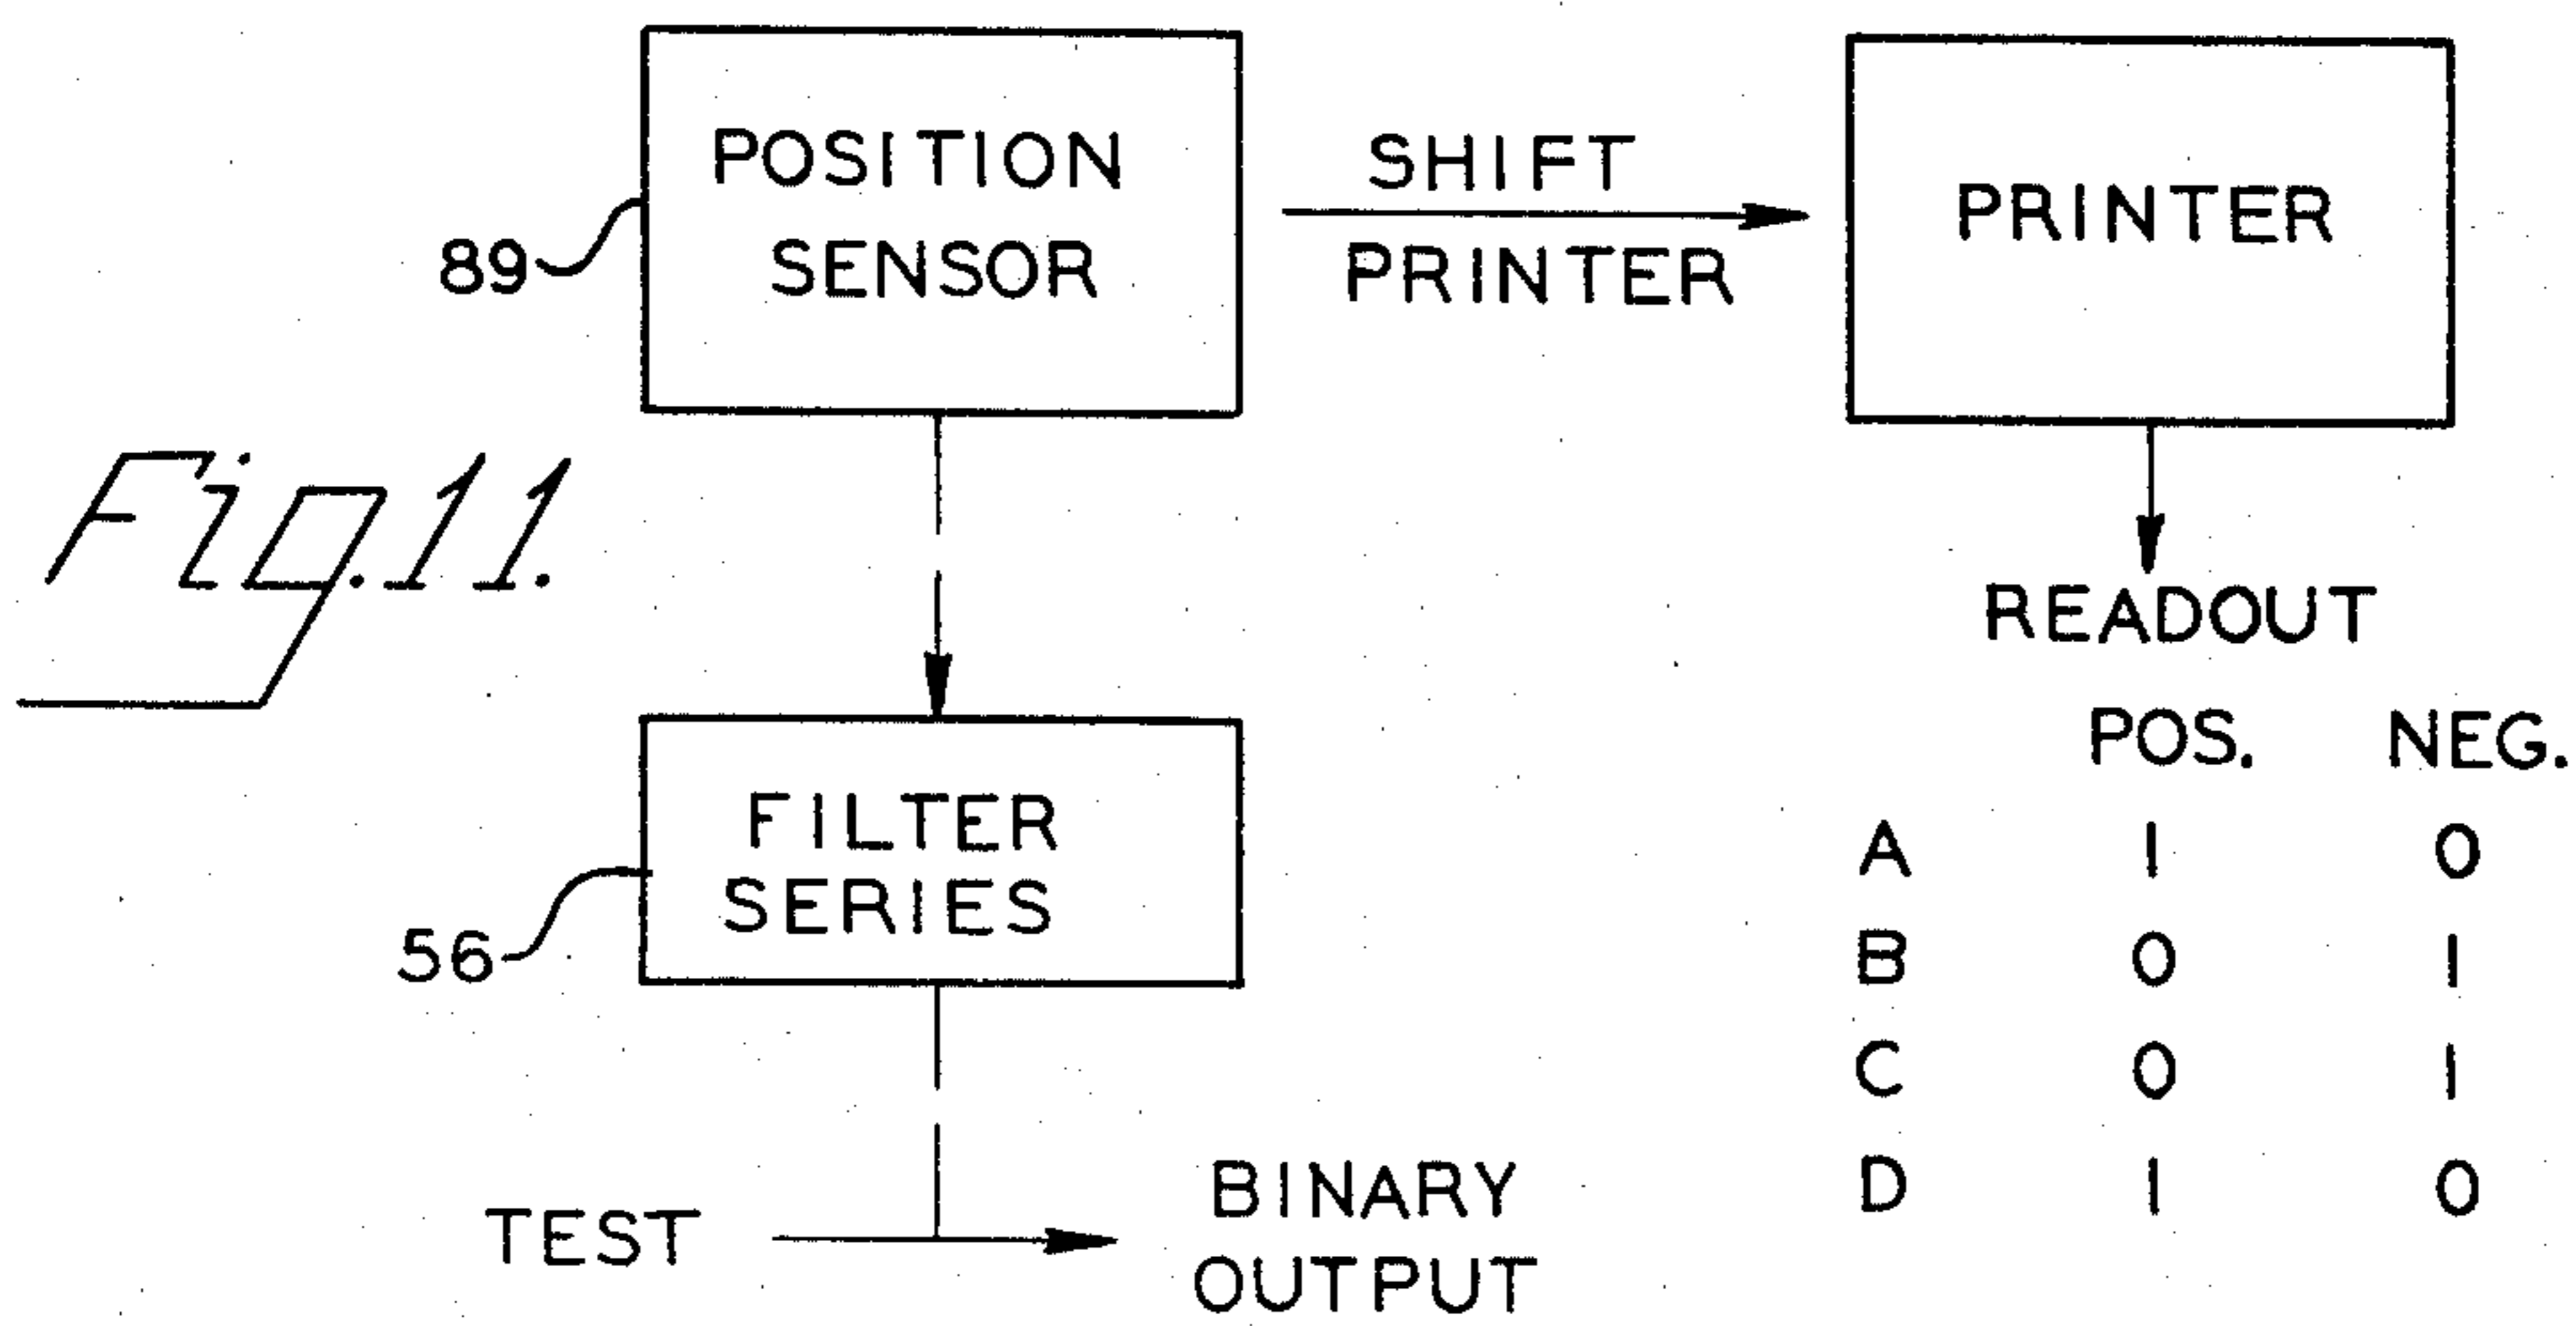 POSITION
SENSOR
89
SHIFT
PRINTER
PRINTER
Fig. 11.
READOUT
POS. NEG.
A 1 0
B 0 1
C 0 1
D 1 0
FILTER
SERIES
56
TEST
BINARY
OUTPUT